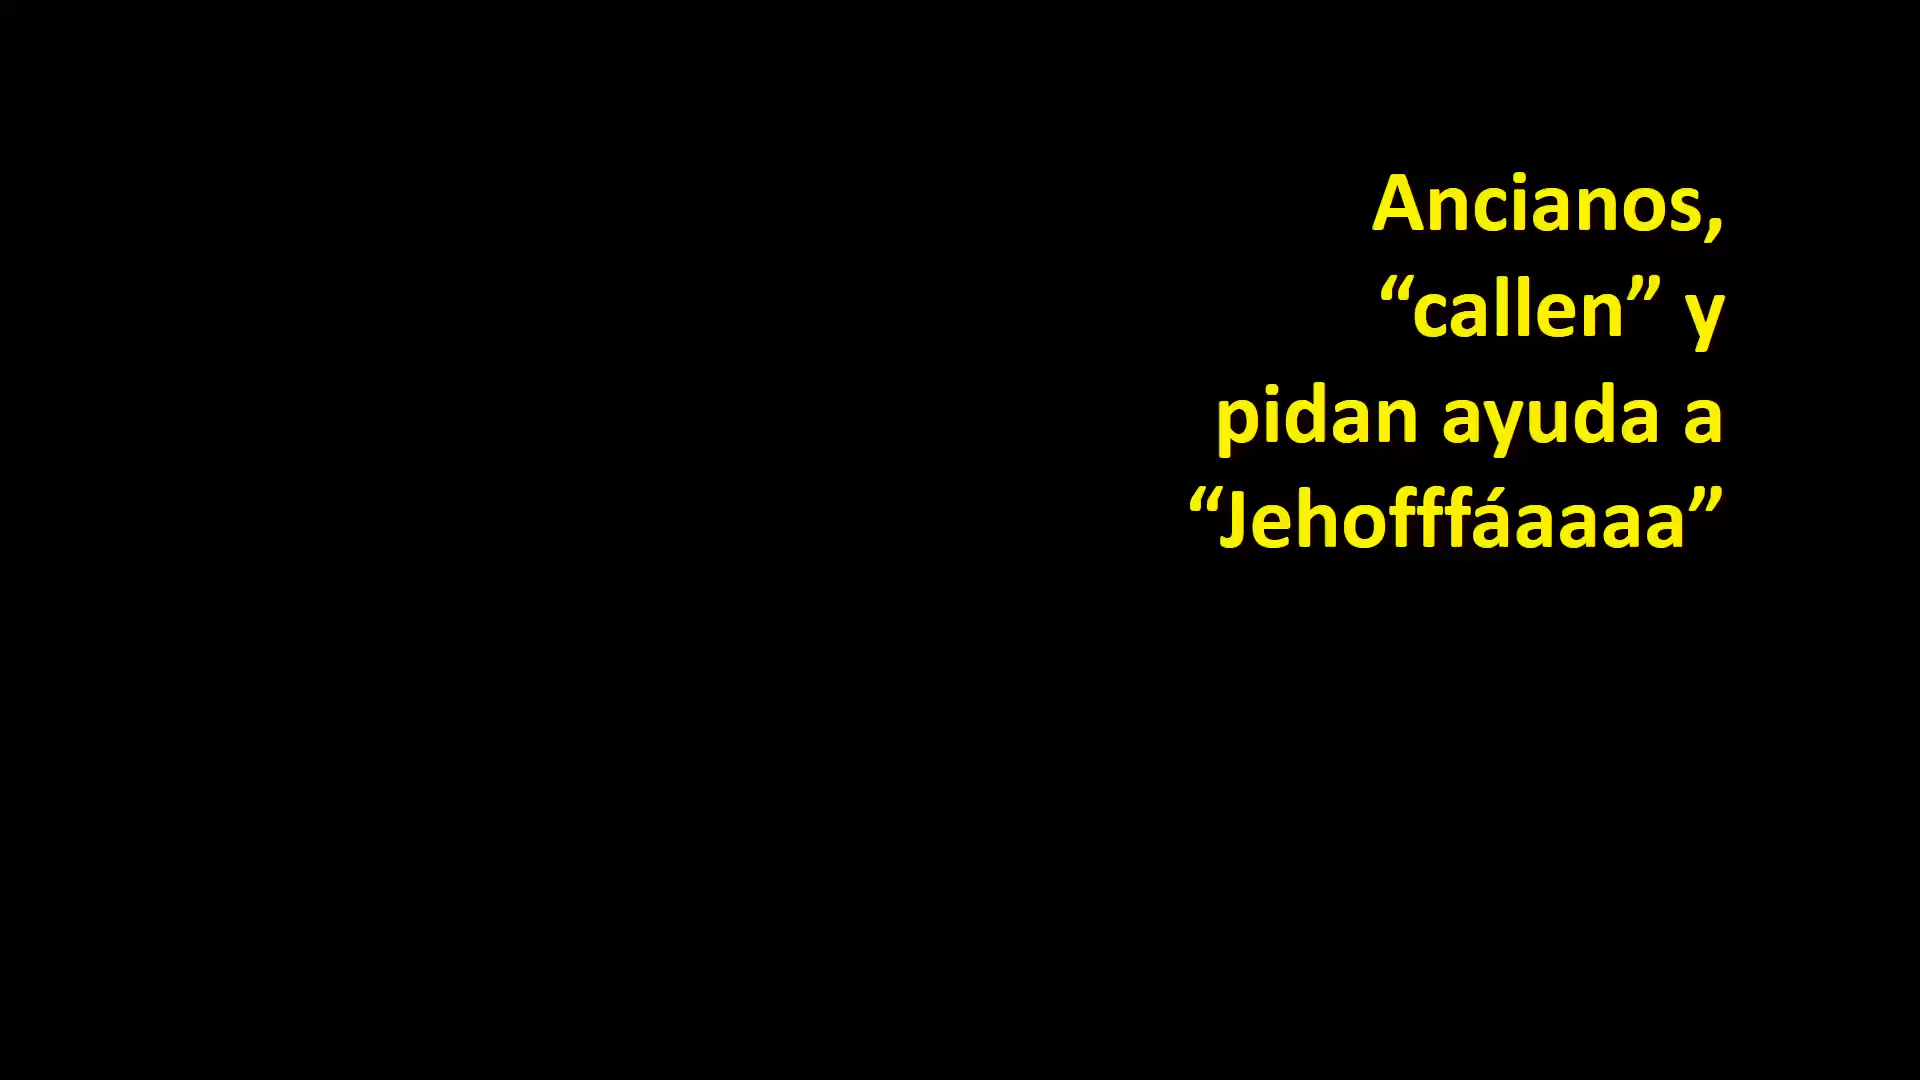 Ancianos,
“callen” y
pidan ayuda a
“Jehofffáaaaa”